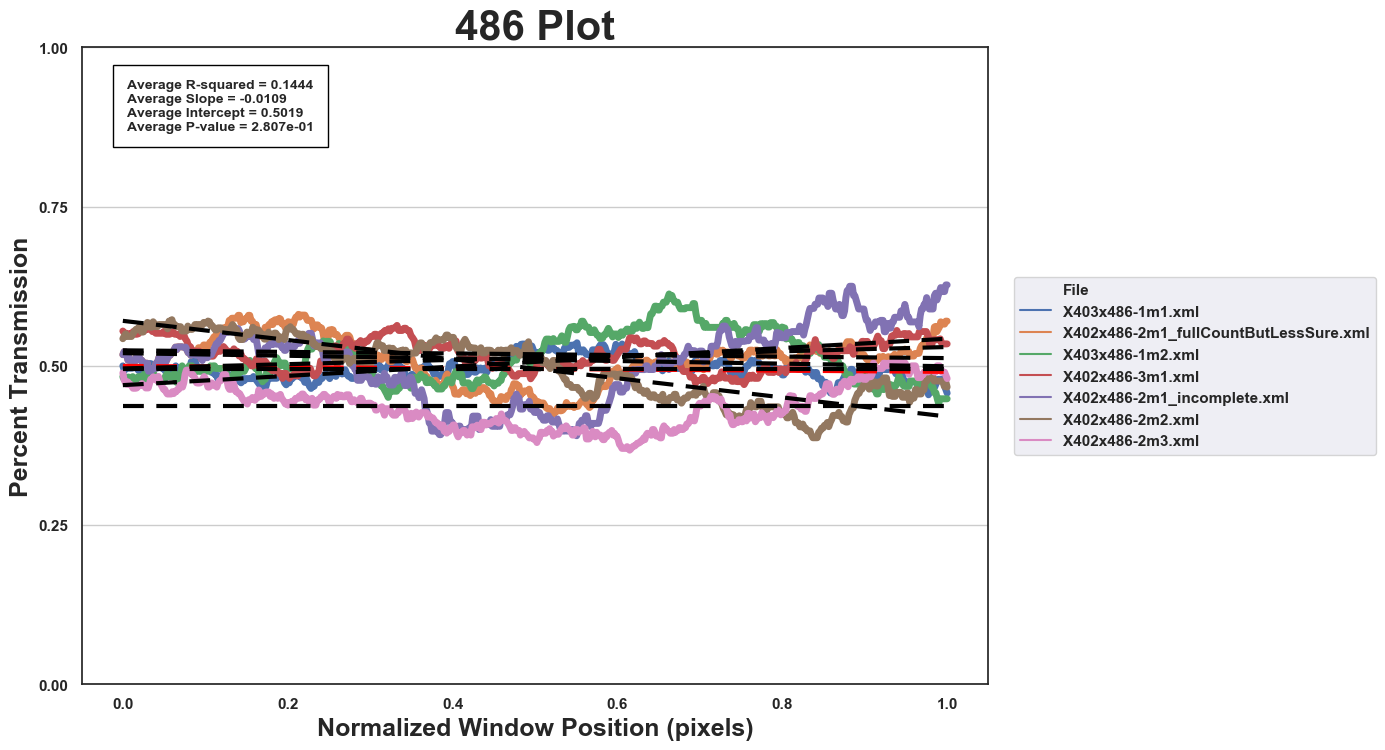 486 Plot
1.00
Average R-squared = 0.1444
Average Slope = -0.0109
Average Intercept = 0.5019
Average P-value = 2.807e-01
0.75
0.50
0.25
0.00
Percent Transmission
0.0 0.2 0.4 0.6 0.8 1.0
Normalized Window Position (pixels)
File
X403x486-1m1.xml
X402x486-2m1_fullCountButLessSure.xml
X403x486-1m2.xml
X402x486-3m1.xml
X402x486-2m1_incomplete.xml
X402x486-2m2.xml
X402x486-2m3.xml